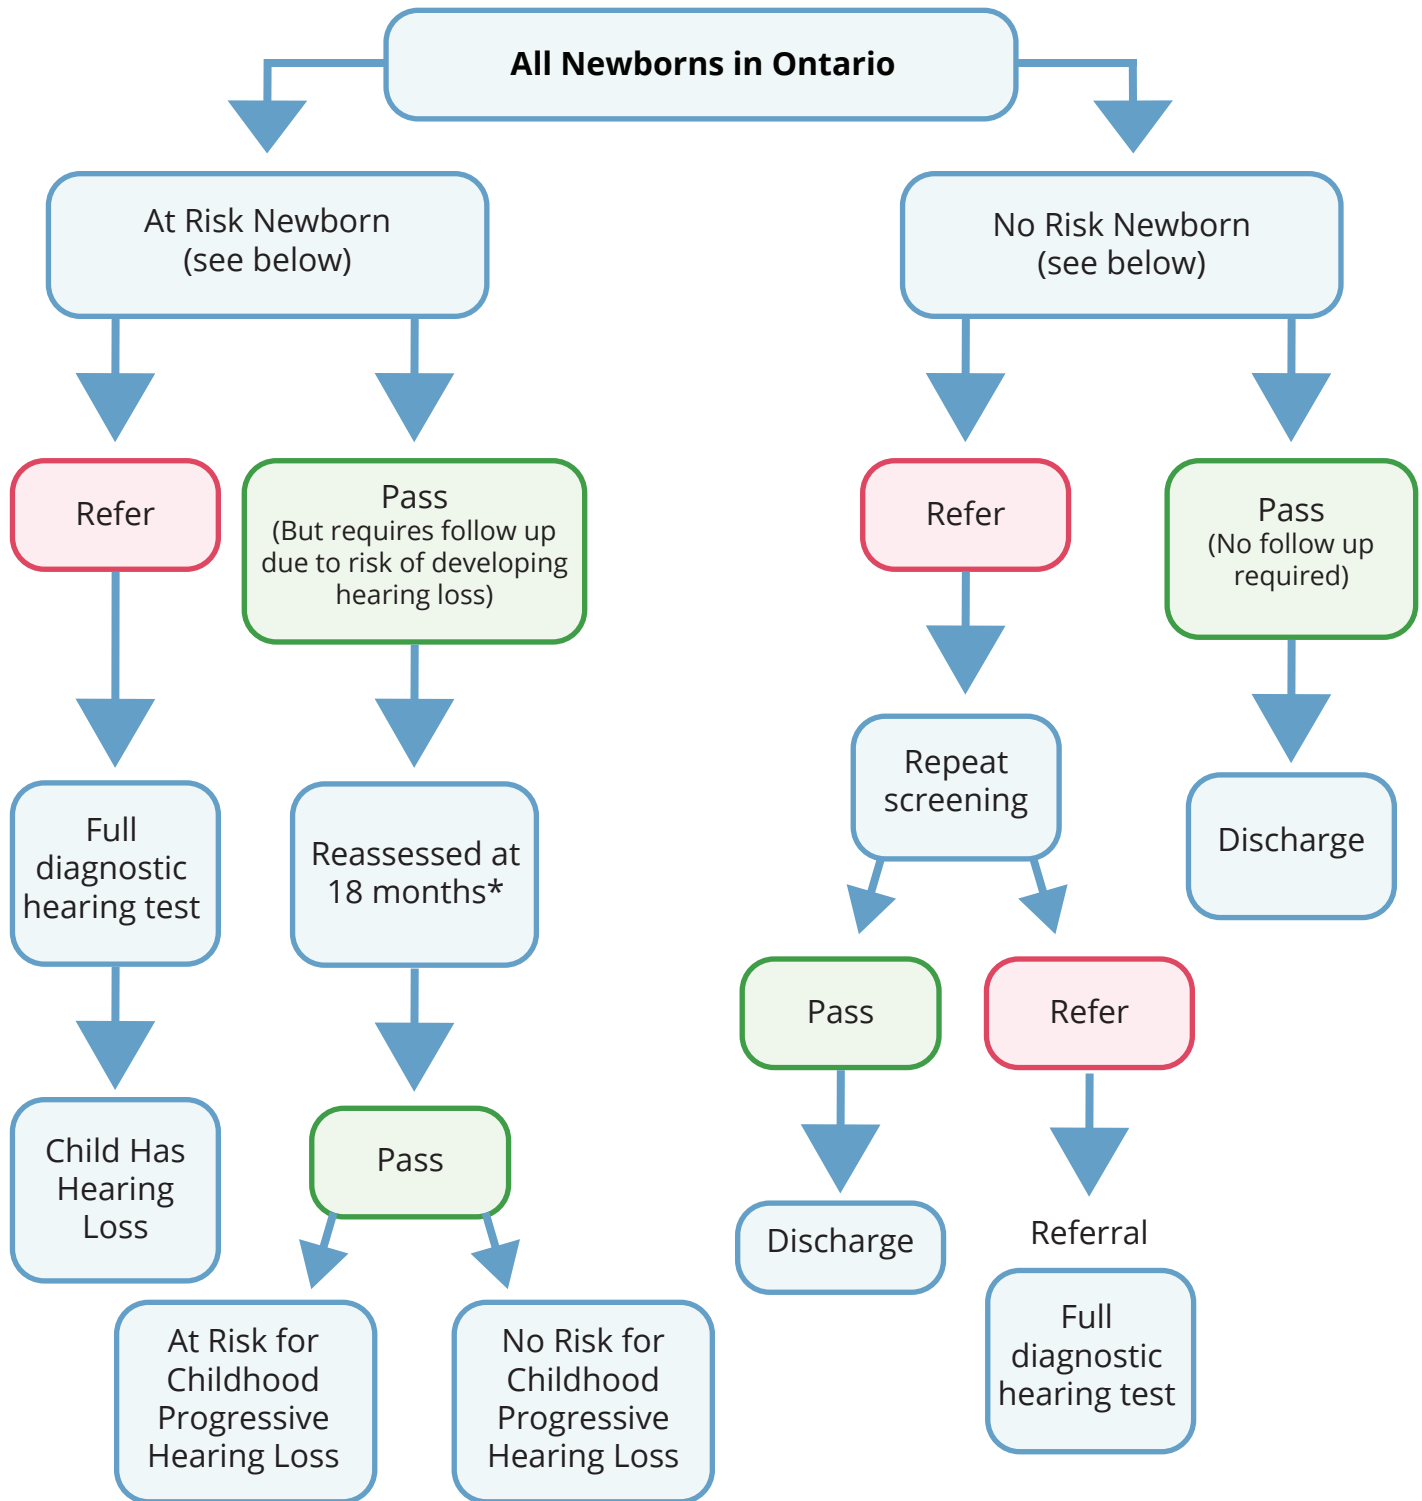 All Newborns in Ontario
At Risk Newborn
(see below)
No Risk Newborn
(see below)
Refer
Pass
(But requires follow up
due to risk of developing
hearing loss)
Refer
Pass
(No follow up
required)
Full
diagnostic
hearing test
Reassessed at
18 months*
Repeat
screening
Discharge
Pass
Refer
Child Has
Hearing
Loss
Pass
Discharge
Referral
At Risk for
Childhood
Progressive
Hearing Loss
No Risk for
Childhood
Progressive
Hearing Loss
Full
diagnostic
hearing test